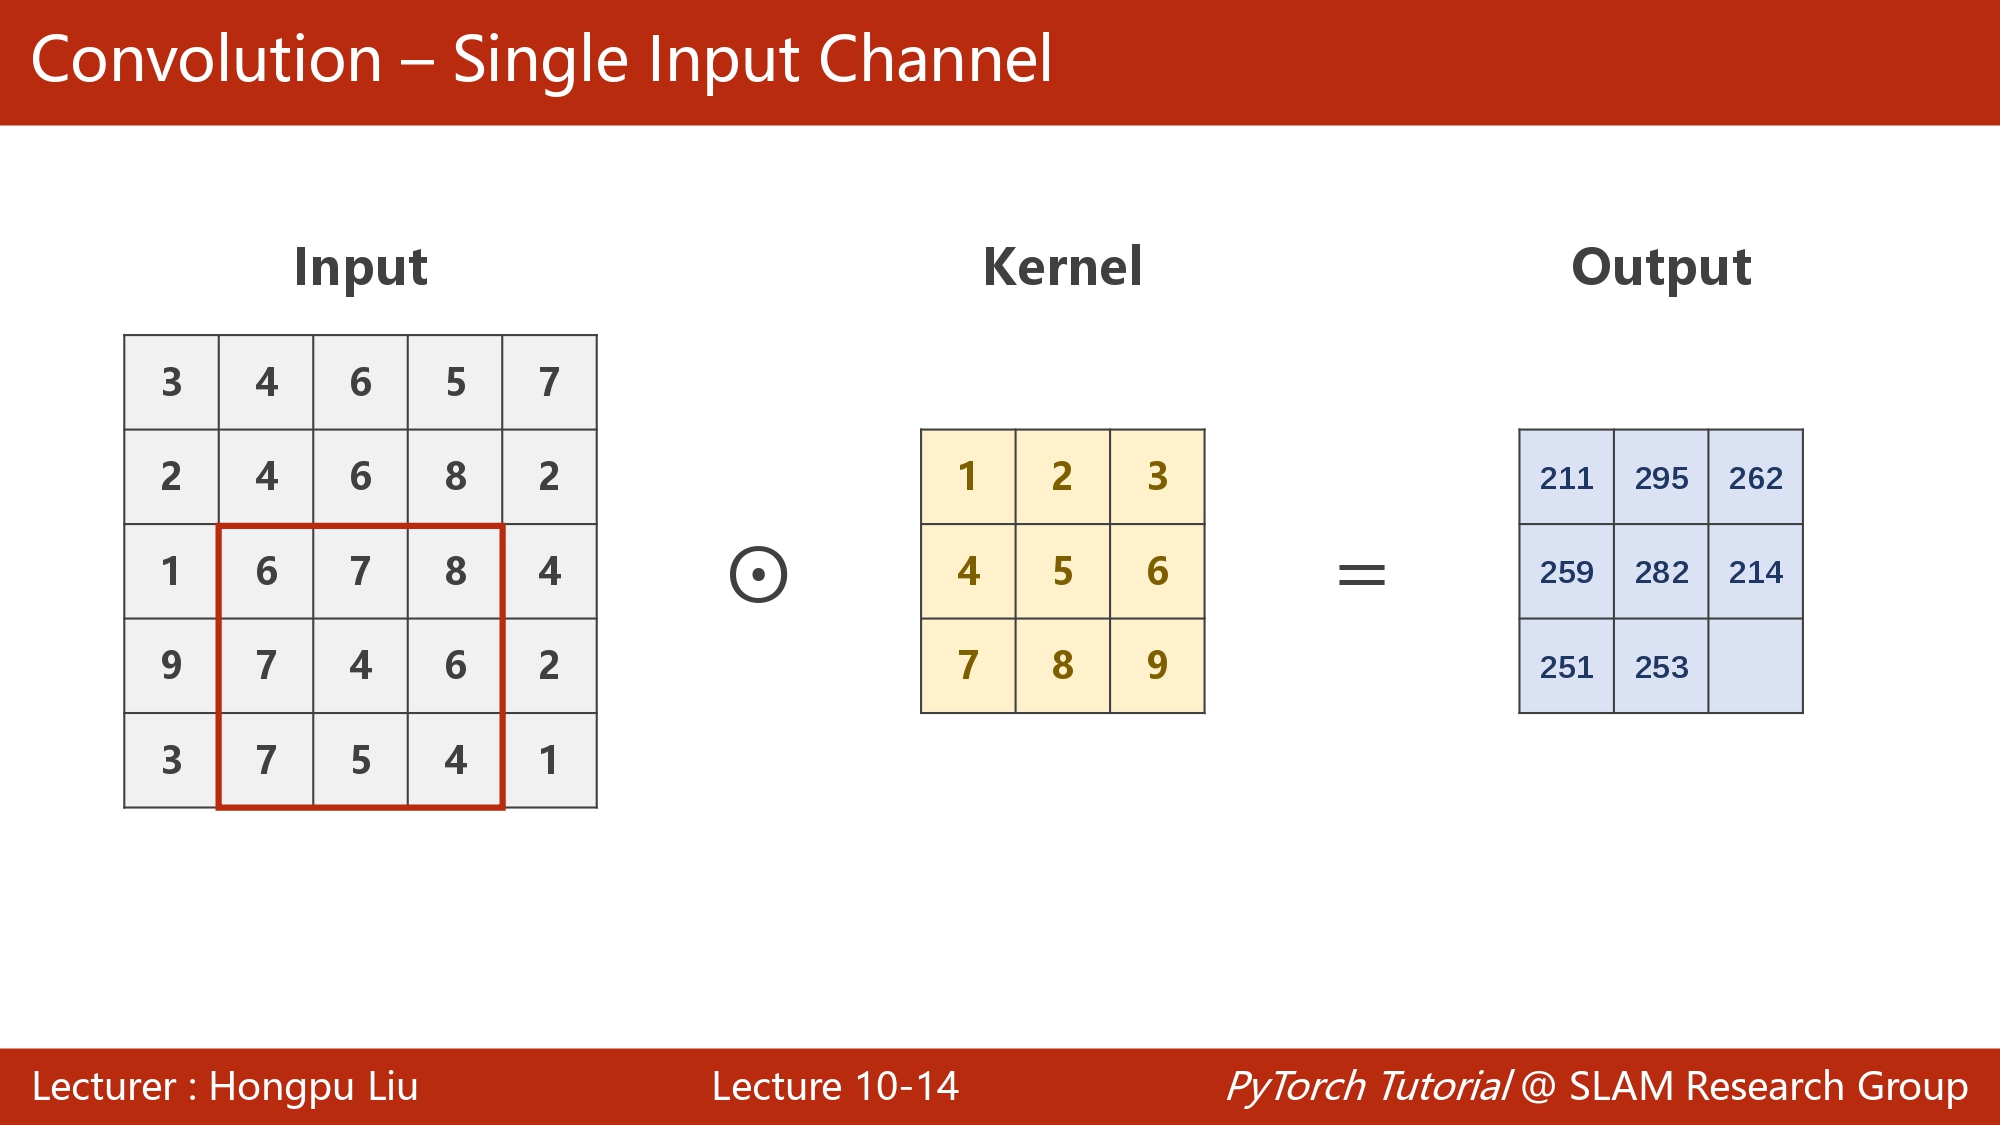 Convolution – Single Input Channel
Input
Kernel
Output
3 4 6 5 7
2 4 6 8 2
1 6 7 8 4
9 7 4 6 2
3 7 5 4 1
⊙
1 2 3
4 5 6
7 8 9
=
211 295 262
259 282 214
251 253
Lecturer : Hongpu Liu
Lecture 10-14
PyTorch Tutorial @ SLAM Research Group